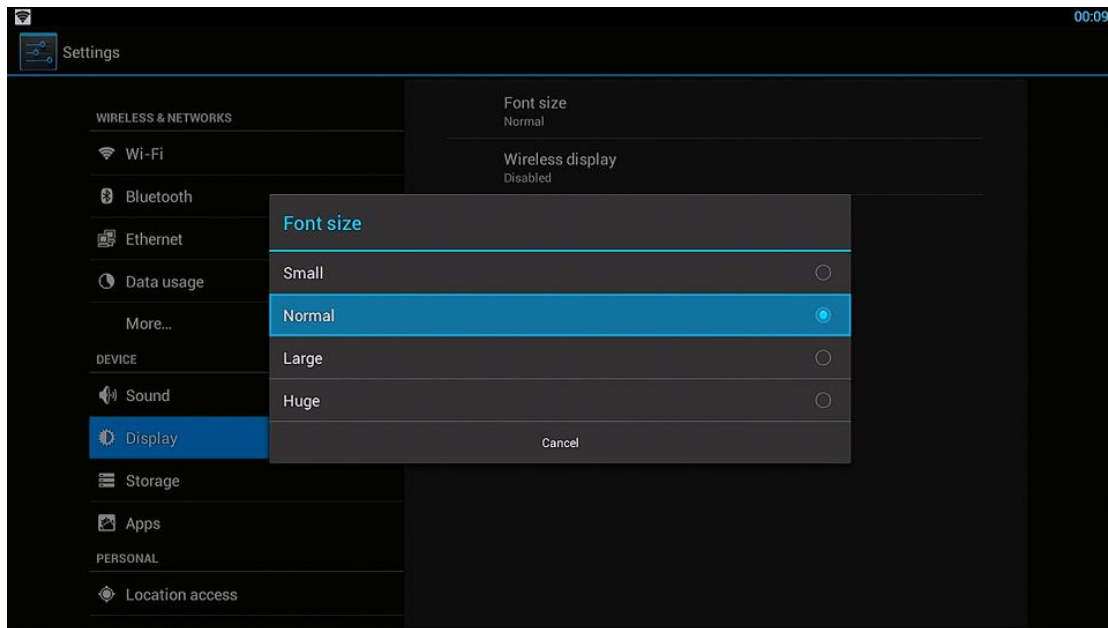 00:09
Settings
WIRELESS & NETWORKS
Wi-Fi
Bluetooth
Ethernet
Data usage
More...
DEVICE
Sound
Display
Storage
Apps
PERSONAL
Location access
Font size
Normal
Wireless display
Disabled
Font size
Small
Normal
Large
Huge
Cancel